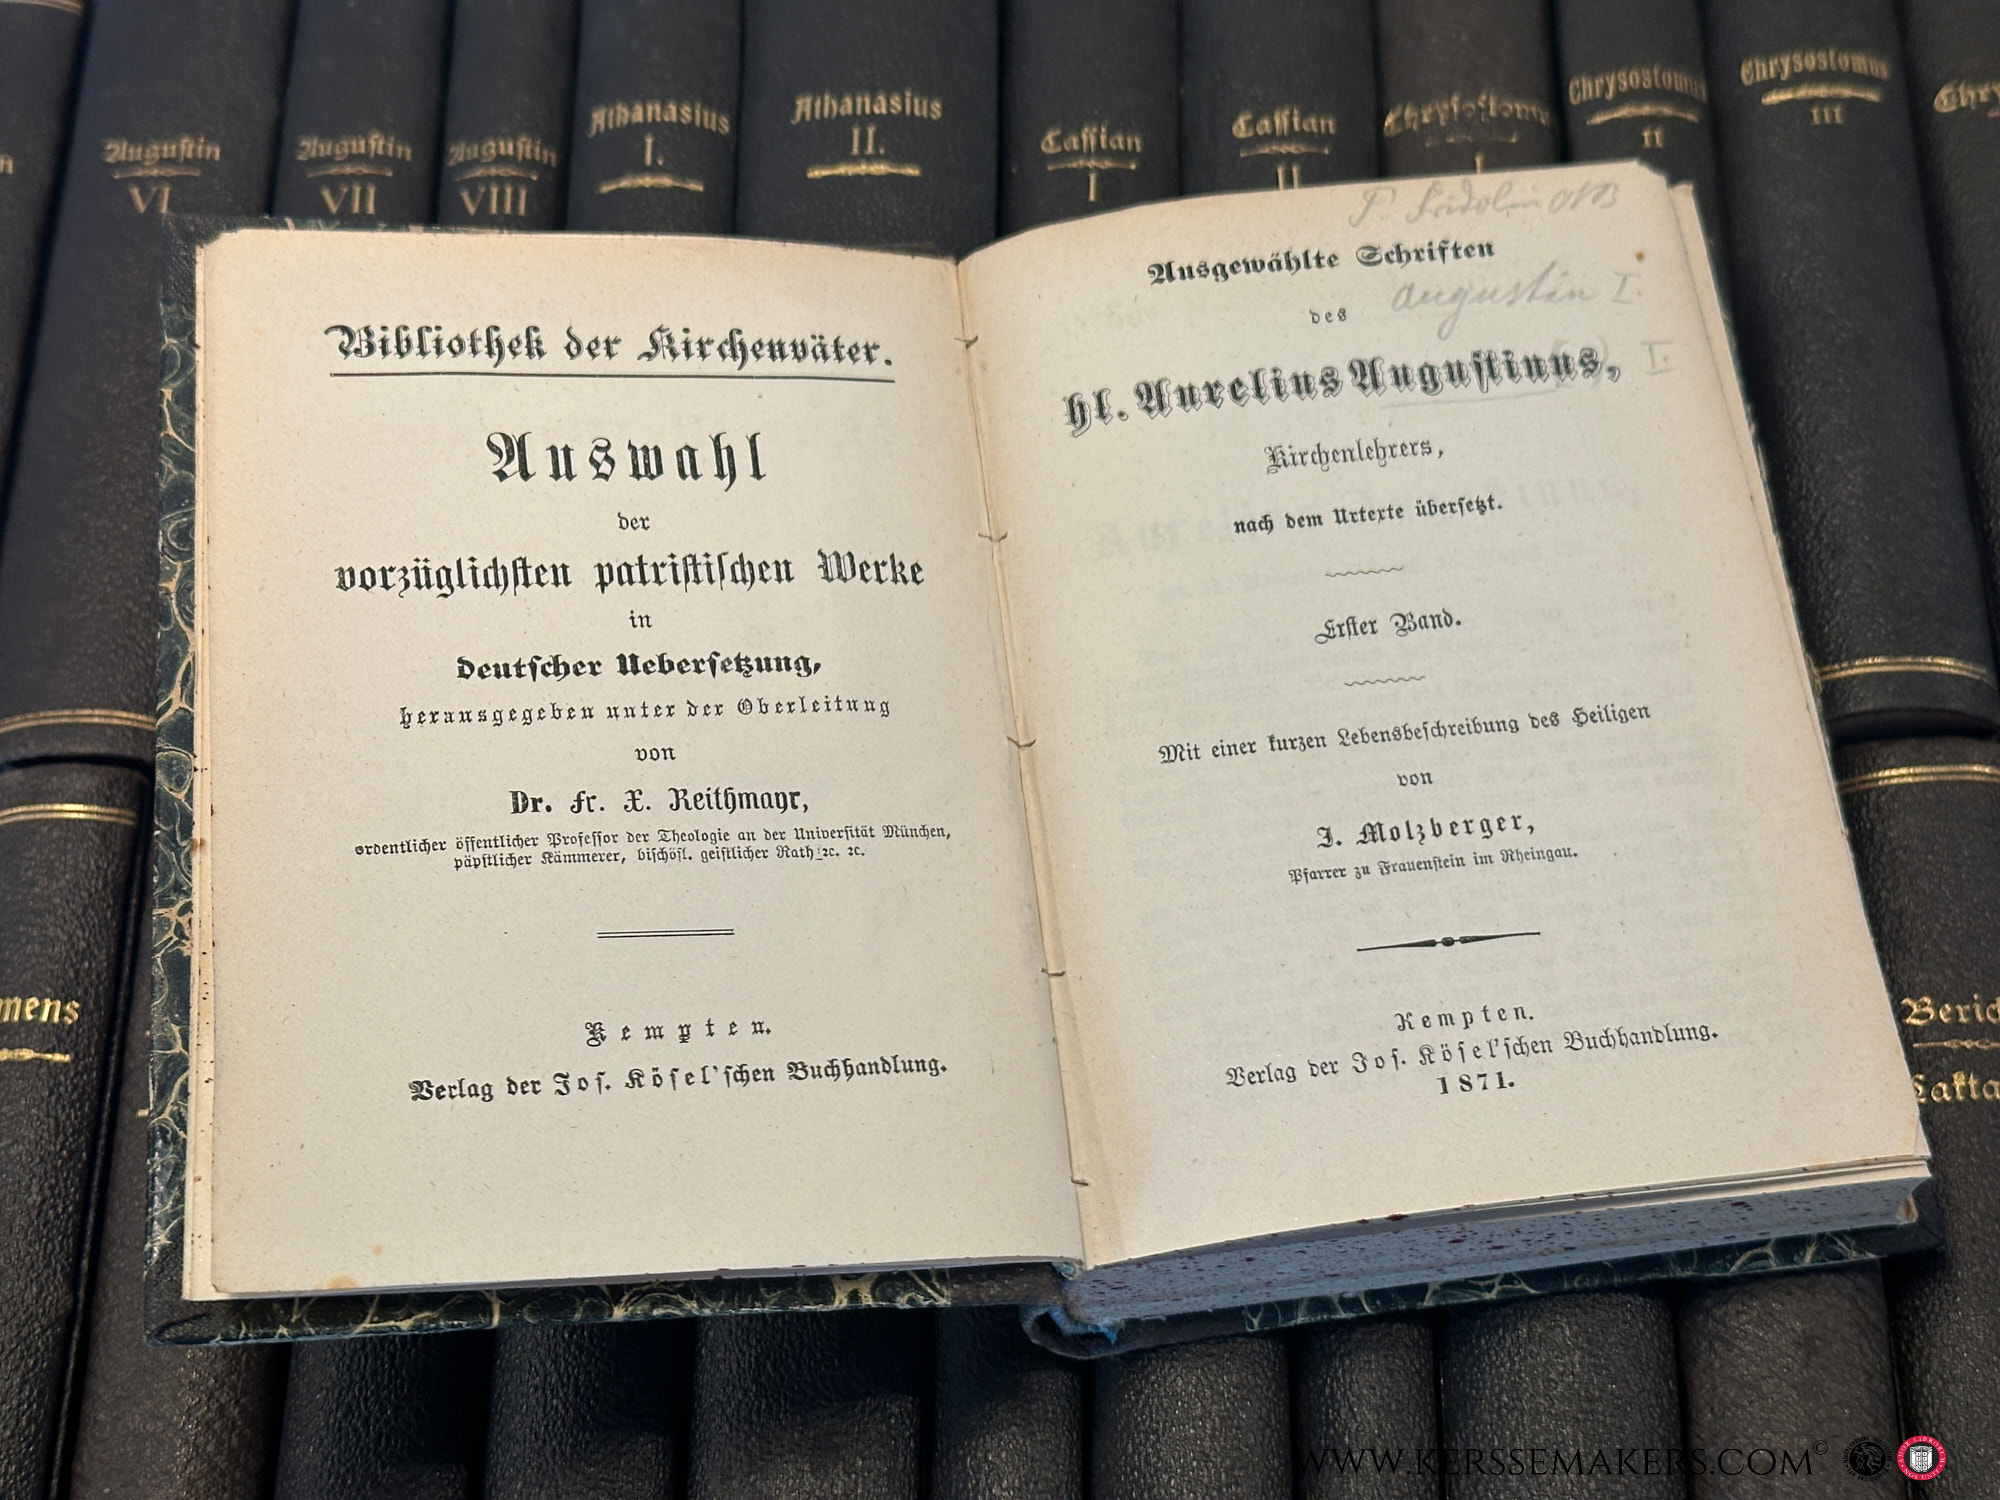 Augustin
VI
Augustin
VII
Augustin
VIII
Athanasius
I.
Athanasius
II.
Cassian
I
Cassian
II
Chrysostomus
I
Chrysostomus
II
Chrysostomus
III
Chry
Bibliothek der Kirchenväter.
Auswahl
der
vorzüglichsten patristischen Werke
in
deutscher Uebersetzung,
herausgegeben unter der Oberleitung
von
Dr. Fr. X. Reithmayr,
ordentlicher öffentlicher Professor der Theologie an der Universität München,
päpstlicher Kämmerer, bischöfl. geistlicher Rath ꝛc. ꝛc.
Kempten.
Verlag der Jos. Kösel'schen Buchhandlung.
P. Fridolin
Ausgewählte Schriften
des
Augustin I.
hl. Aurelius Augustinus,
I.
Kirchenlehrers,
nach dem Urtexte übersetzt.
Erster Band.
Mit einer kurzen Lebensbeschreibung des Heiligen
von
J. Molzberger,
Pfarrer zu Frauenstein im Rheingau.
Kempten.
Verlag der Jos. Kösel'schen Buchhandlung.
1871.
mens
Beric
Lakta
WWW.KERSSEMAKERS.COM©